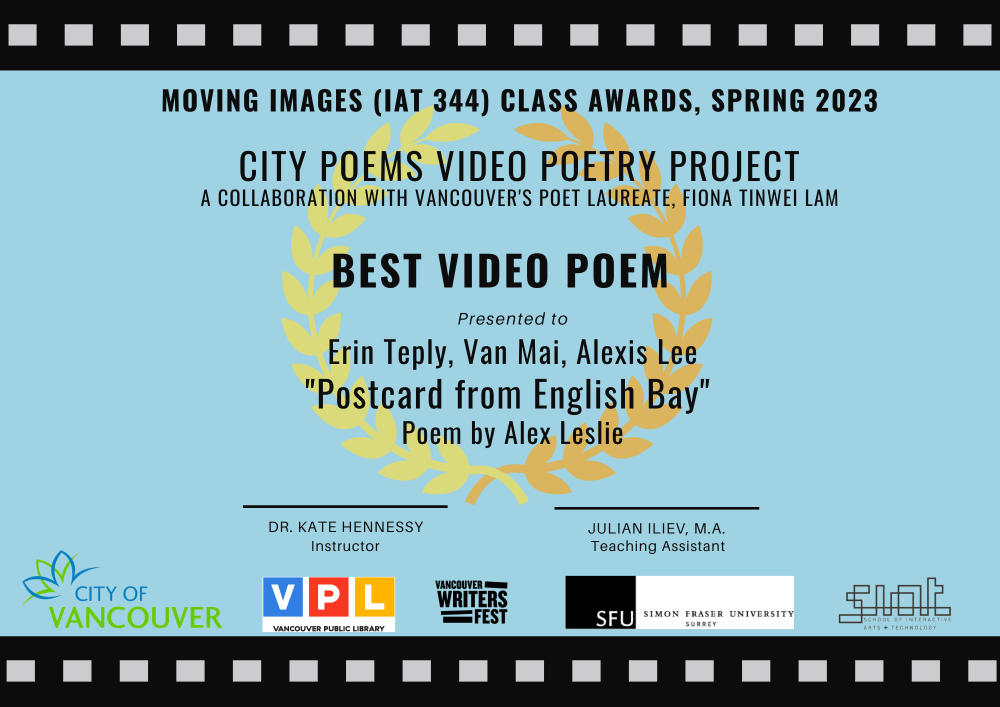 MOVING IMAGES (IAT 344) CLASS AWARDS, SPRING 2023
CITY POEMS VIDEO POETRY PROJECT
A COLLABORATION WITH VANCOUVER'S POET LAUREATE, FIONA TINWEI LAM
BEST VIDEO POEM
Presented to
Erin Teply, Van Mai, Alexis Lee
"Postcard from English Bay"
Poem by Alex Leslie
DR. KATE HENNESSY
Instructor
JULIAN ILIEV, M.A.
Teaching Assistant
CITY OF
VANCOUVER
VPL
VANCOUVER PUBLIC LIBRARY
VANCOUVER
WRITERS
FEST
SFU
SIMON FRASER UNIVERSITY
SURREY
siat
SCHOOL OF INTERACTIVE
ARTS + TECHNOLOGY